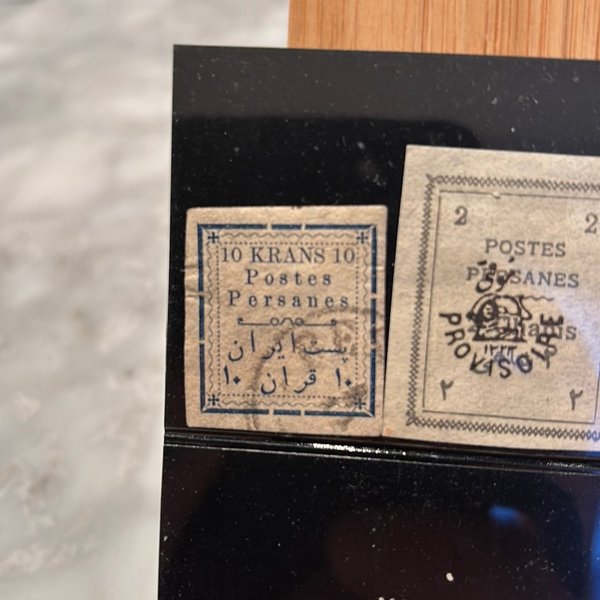 10 KRANS 10
Postes
Persanes
پست ایران
۱۰ قران ۱۰
2 2
POSTES
PERSANES
PROVISOIRE
۲ ۲